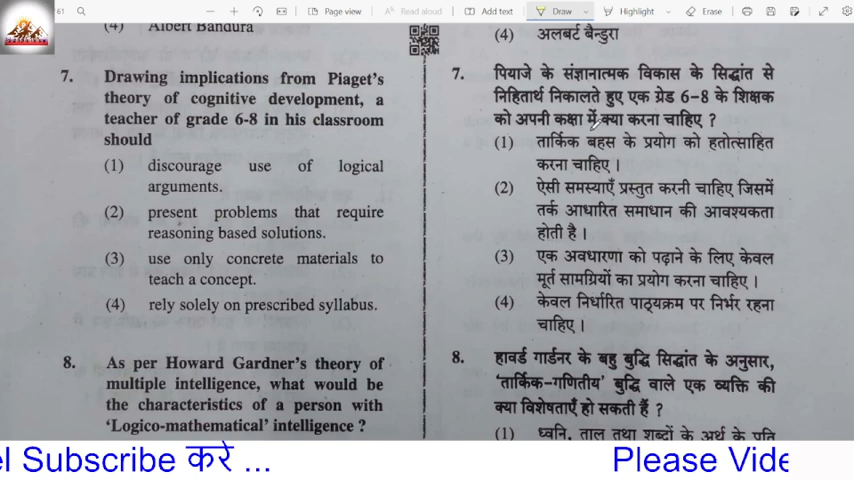 61
Page view
Read aloud
Add text
Draw
Highlight
Erase
(4) Albert Bandura
7. Drawing implications from Piaget's
theory of cognitive development, a
teacher of grade 6-8 in his classroom
should
(1) discourage use of logical
arguments.
(2) present problems that require
reasoning based solutions.
(3) use only concrete materials to
teach a concept.
(4) rely solely on prescribed syllabus.
8. As per Howard Gardner's theory of
multiple intelligence, what would be
the characteristics of a person with
'Logico-mathematical' intelligence ?
(4) अलबर्ट बैन्डुरा
7. पियाजे के संज्ञानात्मक विकास के सिद्धांत से
निहितार्थ निकालते हुए एक ग्रेड 6-8 के शिक्षक
को अपनी कक्षा में क्या करना चाहिए ?
(1) तार्किक बहस के प्रयोग को हतोत्साहित
करना चाहिए ।
(2) ऐसी समस्याएँ प्रस्तुत करनी चाहिए जिसमें
तर्क आधारित समाधान की आवश्यकता
होती है ।
(3) एक अवधारणा को पढ़ाने के लिए केवल
मूर्त सामग्रियों का प्रयोग करना चाहिए ।
(4) केवल निर्धारित पाठ्यक्रम पर निर्भर रहना
चाहिए ।
8. हावर्ड गार्डनर के बहु बुद्धि सिद्धांत के अनुसार,
'तार्किक-गणितीय' बुद्धि वाले एक व्यक्ति की
क्या विशेषताएँ हो सकती हैं ?
(1) ध्वनि, ताल तथा शब्दों के अर्थ के प्रति
el Subscribe करे ...
Please Vide